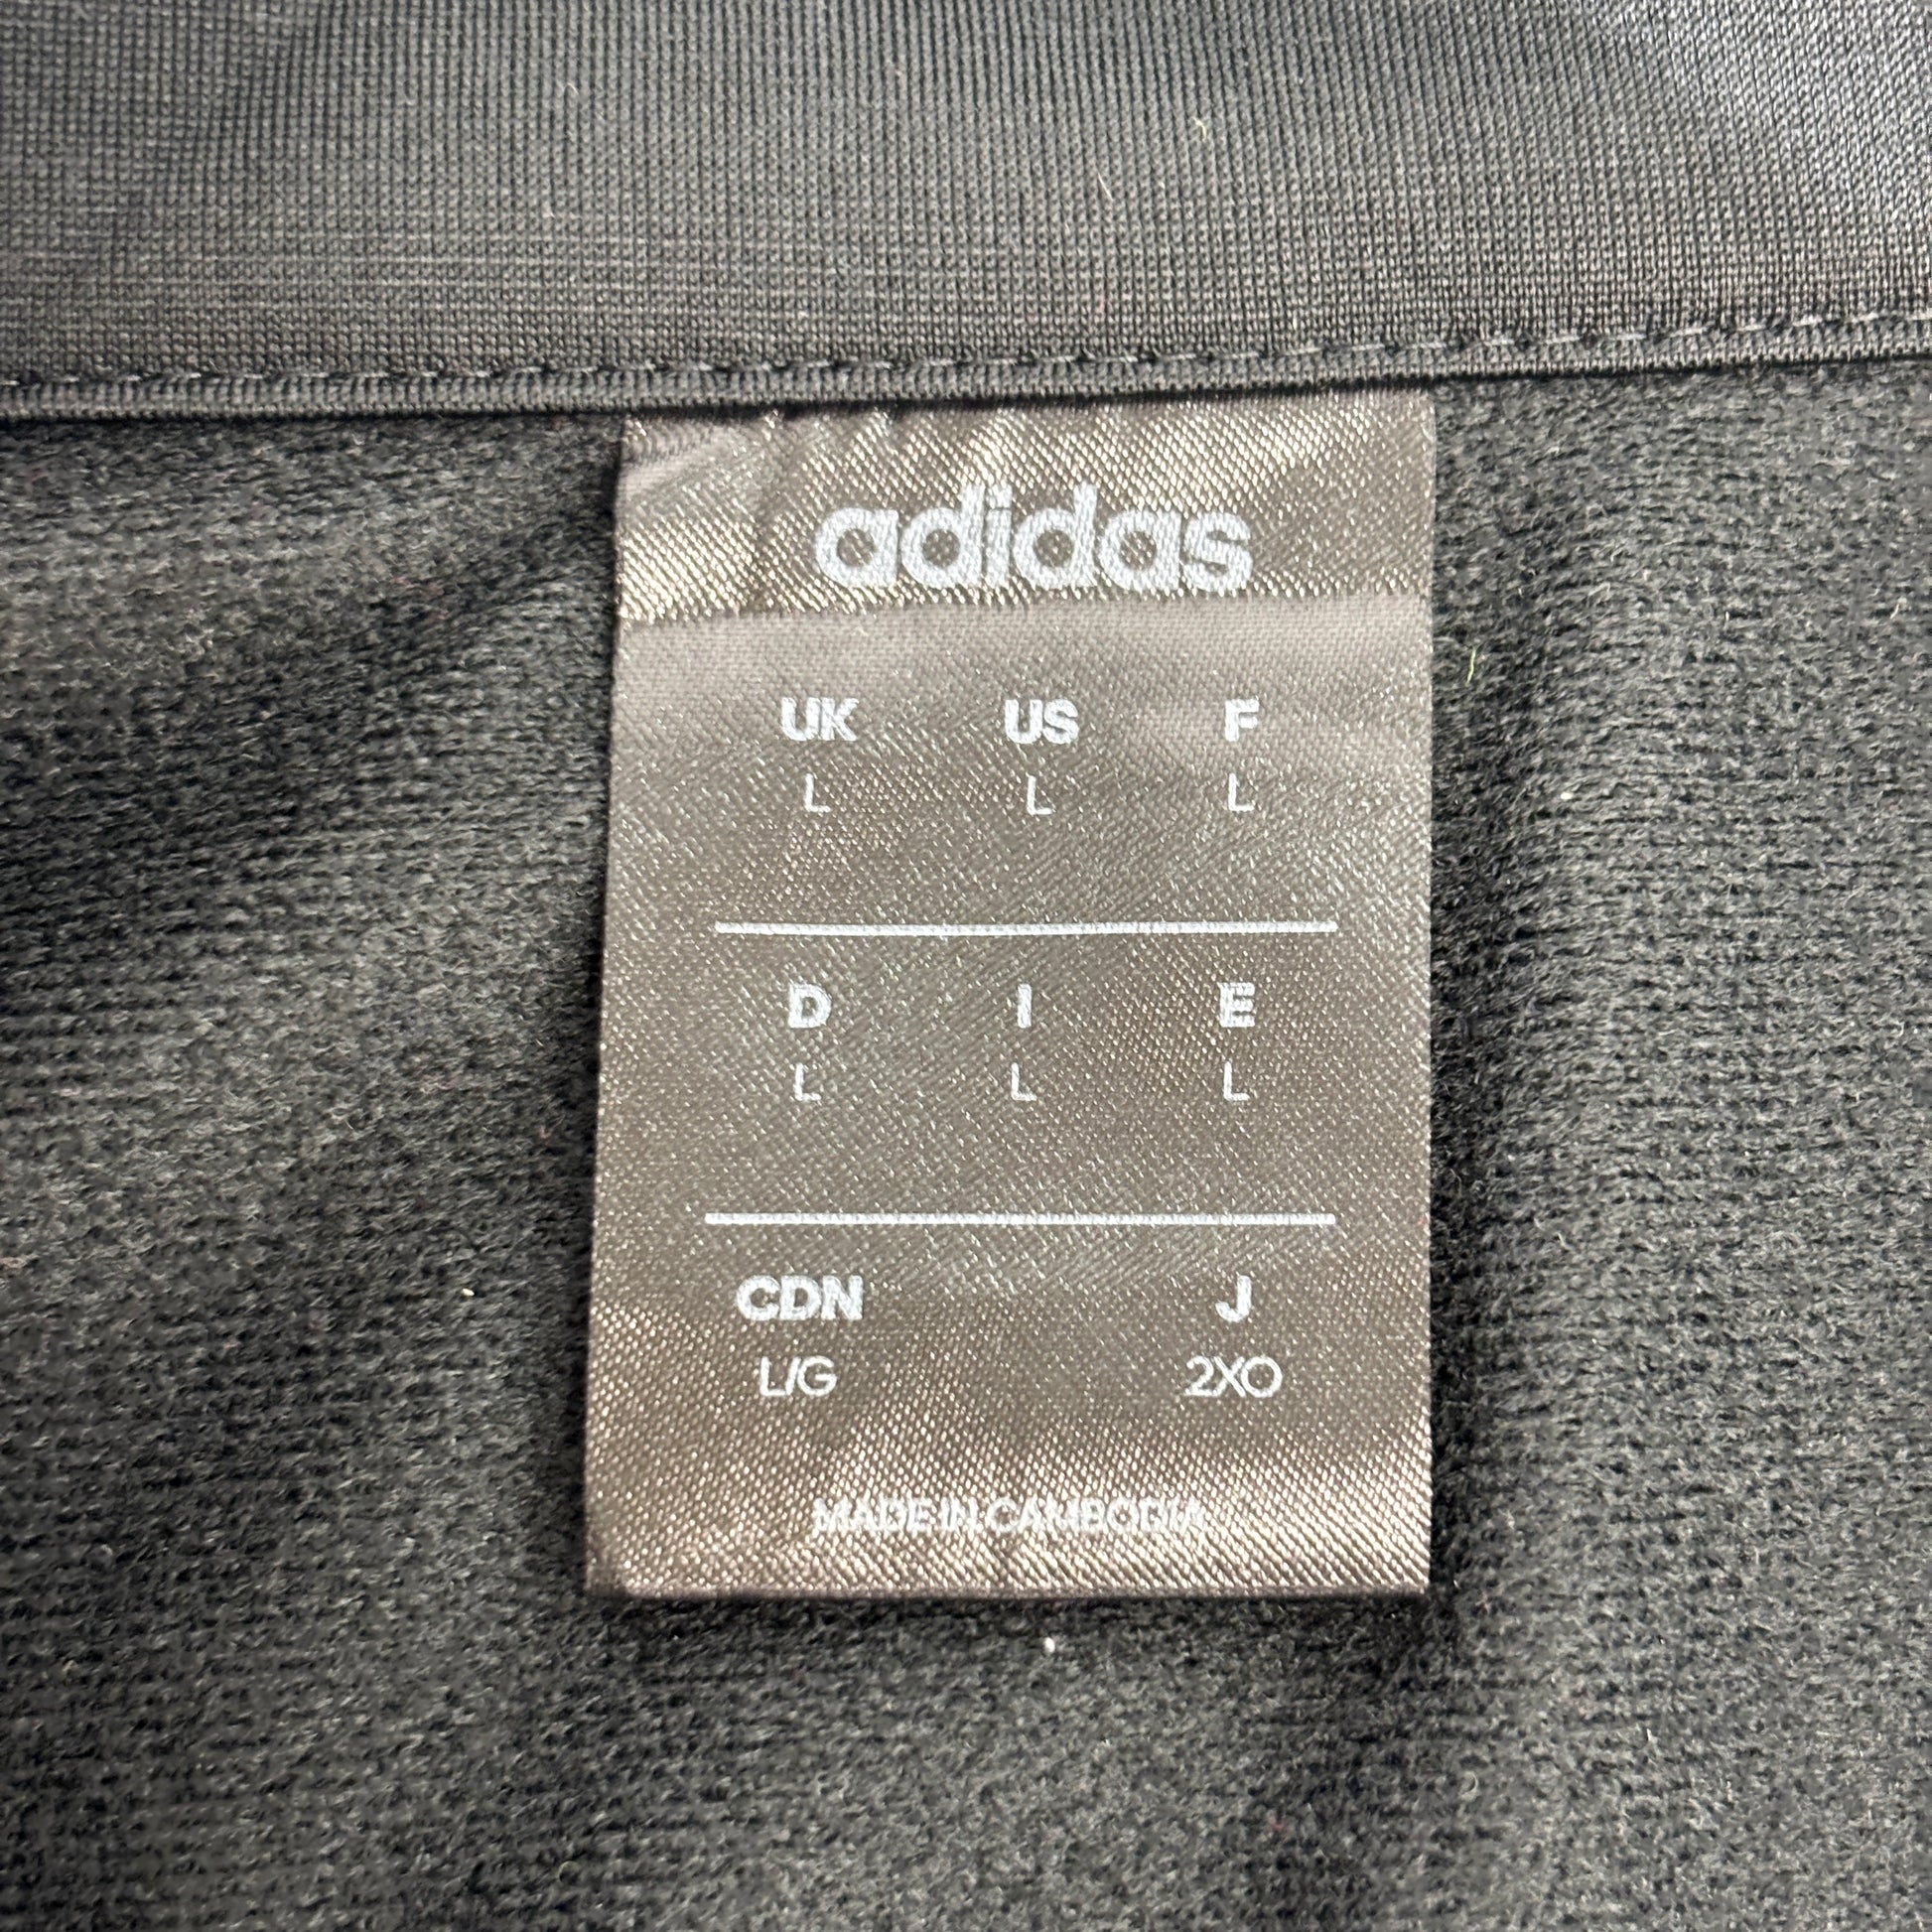 adidas
UK US F
L L L
D I E
L L L
CDN J
L/G 2XO
MADE IN CAMBODIA